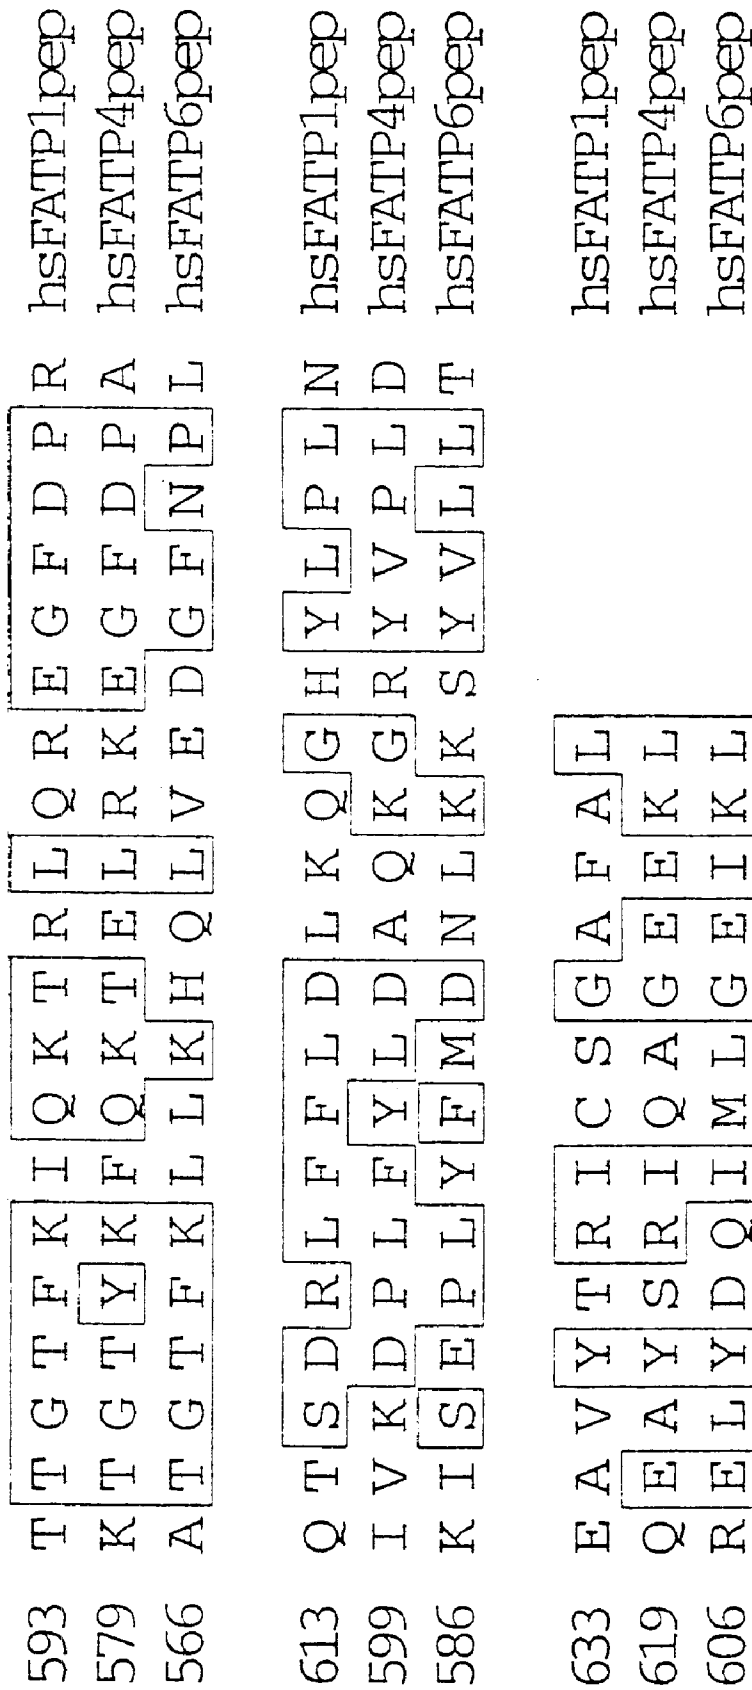 593 T T G T F K I Q K T R L Q R E G F D P R hsFATP1pep
579 K T G T Y K F Q K T E L R K E G F D P A hsFATP4pep
566 A T G T F K L L K H Q L V E D G F N P L hsFATP6pep
613 Q T S D R L F F L D L K Q G H Y L P L N hsFATP1pep
599 I V K D P L F Y L D A Q K G R Y V P L D hsFATP4pep
586 K I S E P L Y F M D N L K K S Y V L L T hsFATP6pep
633 E A V Y T R I C S G A F A L hsFATP1pep
619 Q E A Y S R I Q A G E E K L hsFATP4pep
606 R E L Y D Q I M L G E I K L hsFATP6pep